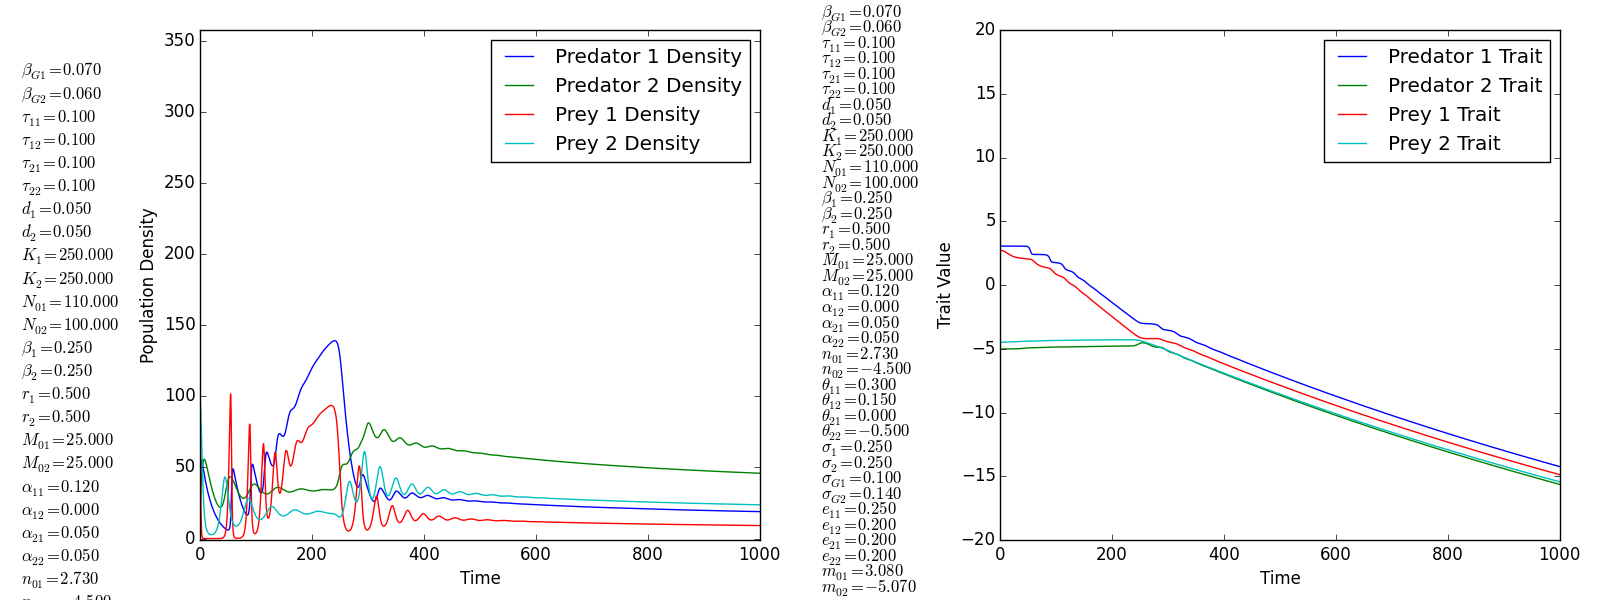 β_G1 = 0.070
β_G2 = 0.060
τ_11 = 0.100
τ_12 = 0.100
τ_21 = 0.100
τ_22 = 0.100
d_1 = 0.050
d_2 = 0.050
K_1 = 250.000
K_2 = 250.000
N_01 = 110.000
N_02 = 100.000
β_1 = 0.250
β_2 = 0.250
r_1 = 0.500
r_2 = 0.500
M_01 = 25.000
M_02 = 25.000
α_11 = 0.120
α_12 = 0.000
α_21 = 0.050
α_22 = 0.050
n_01 = 2.730
4.500
Population Density
350
300
250
200
150
100
50
0
0 200 400 600 800 1000
Time
Predator 1 Density
Predator 2 Density
Prey 1 Density
Prey 2 Density
β_G1 = 0.070
β_G2 = 0.060
τ_11 = 0.100
τ_12 = 0.100
τ_21 = 0.100
τ_22 = 0.100
d_1 = 0.050
d_2 = 0.050
K_1 = 250.000
K_2 = 250.000
N_01 = 110.000
N_02 = 100.000
β_1 = 0.250
β_2 = 0.250
r_1 = 0.500
r_2 = 0.500
M_01 = 25.000
M_02 = 25.000
α_11 = 0.120
α_12 = 0.000
α_21 = 0.050
α_22 = 0.050
n_01 = 2.730
n_02 = −4.500
θ_11 = 0.300
θ_12 = 0.150
θ_21 = 0.000
θ_22 = −0.500
σ_1 = 0.250
σ_2 = 0.250
σ_G1 = 0.100
σ_G2 = 0.140
e_11 = 0.250
e_12 = 0.200
e_21 = 0.200
e_22 = 0.200
m_01 = 3.080
m_02 = −5.070
Trait Value
20
15
10
5
0
−5
−10
−15
−20
0 200 400 600 800 1000
Time
Predator 1 Trait
Predator 2 Trait
Prey 1 Trait
Prey 2 Trait